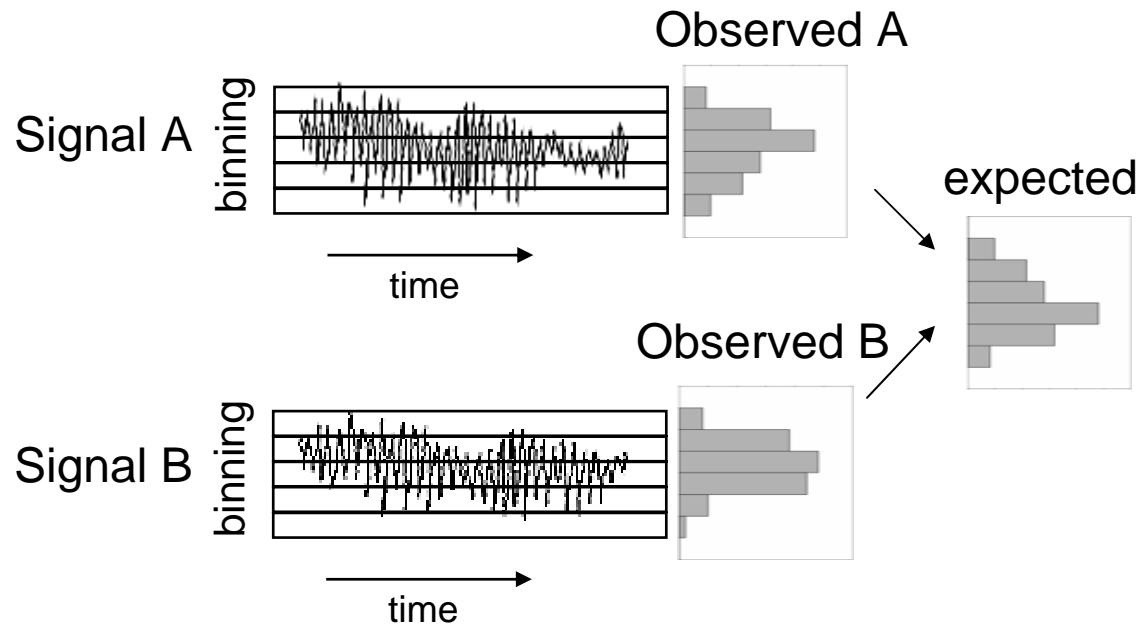 Observed A
Signal A
binning
expected
time
Observed B
Signal B
binning
time